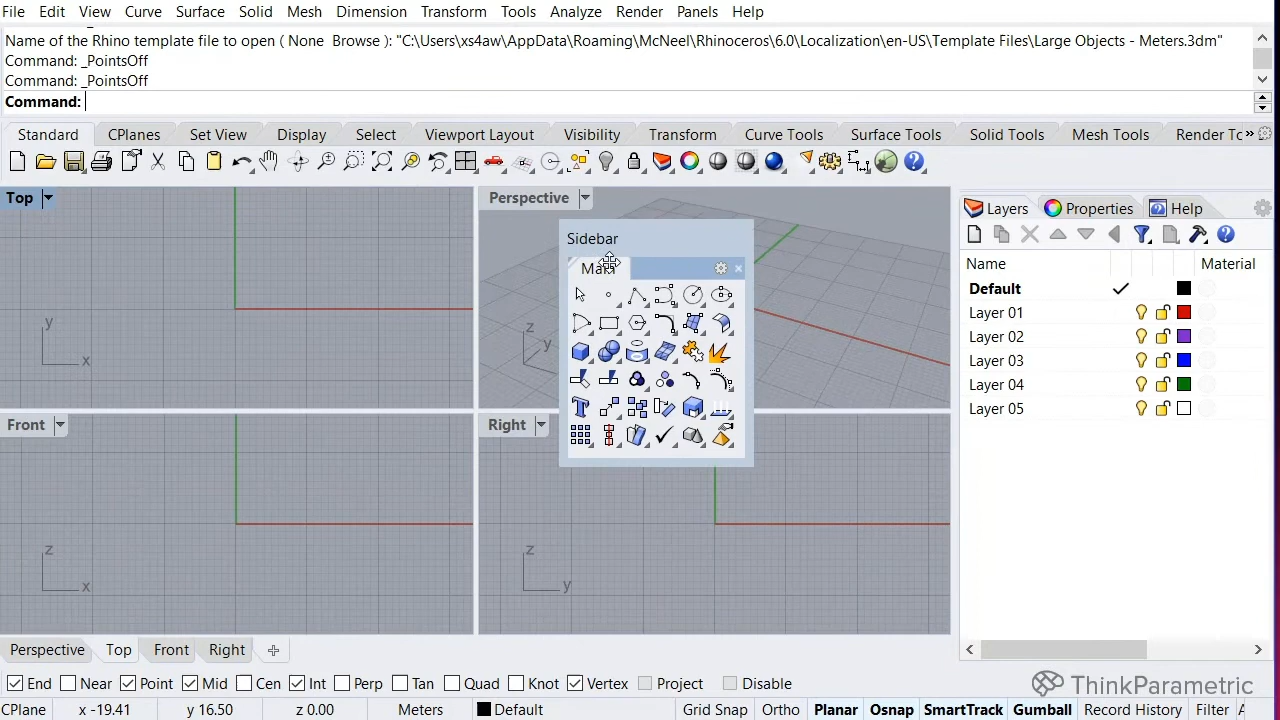 File Edit View Curve Surface Solid Mesh Dimension Transform Tools Analyze Render Panels Help
Name of the Rhino template file to open ( None Browse ): "C:\Users\xs4aw\AppData\Roaming\McNeel\Rhinoceros\6.0\Localization\en-US\Template Files\Large Objects - Meters.3dm"
Command: _PointsOff
Command: _PointsOff
Command:
Standard CPlanes Set View Display Select Viewport Layout Visibility Transform Curve Tools Surface Tools Solid Tools Mesh Tools Render To »
Top Perspective
Layers Properties Help
Sidebar
Main
Name Material
Default
Layer 01
Layer 02
Layer 03
Layer 04
Layer 05
y
x
z
y
Front Right
z
x
z
y
Perspective Top Front Right
End Near Point Mid Cen Int Perp Tan Quad Knot Vertex Project Disable
ThinkParametric
CPlane x -19.41 y 16.50 z 0.00 Meters Default Grid Snap Ortho Planar Osnap SmartTrack Gumball Record History Filter